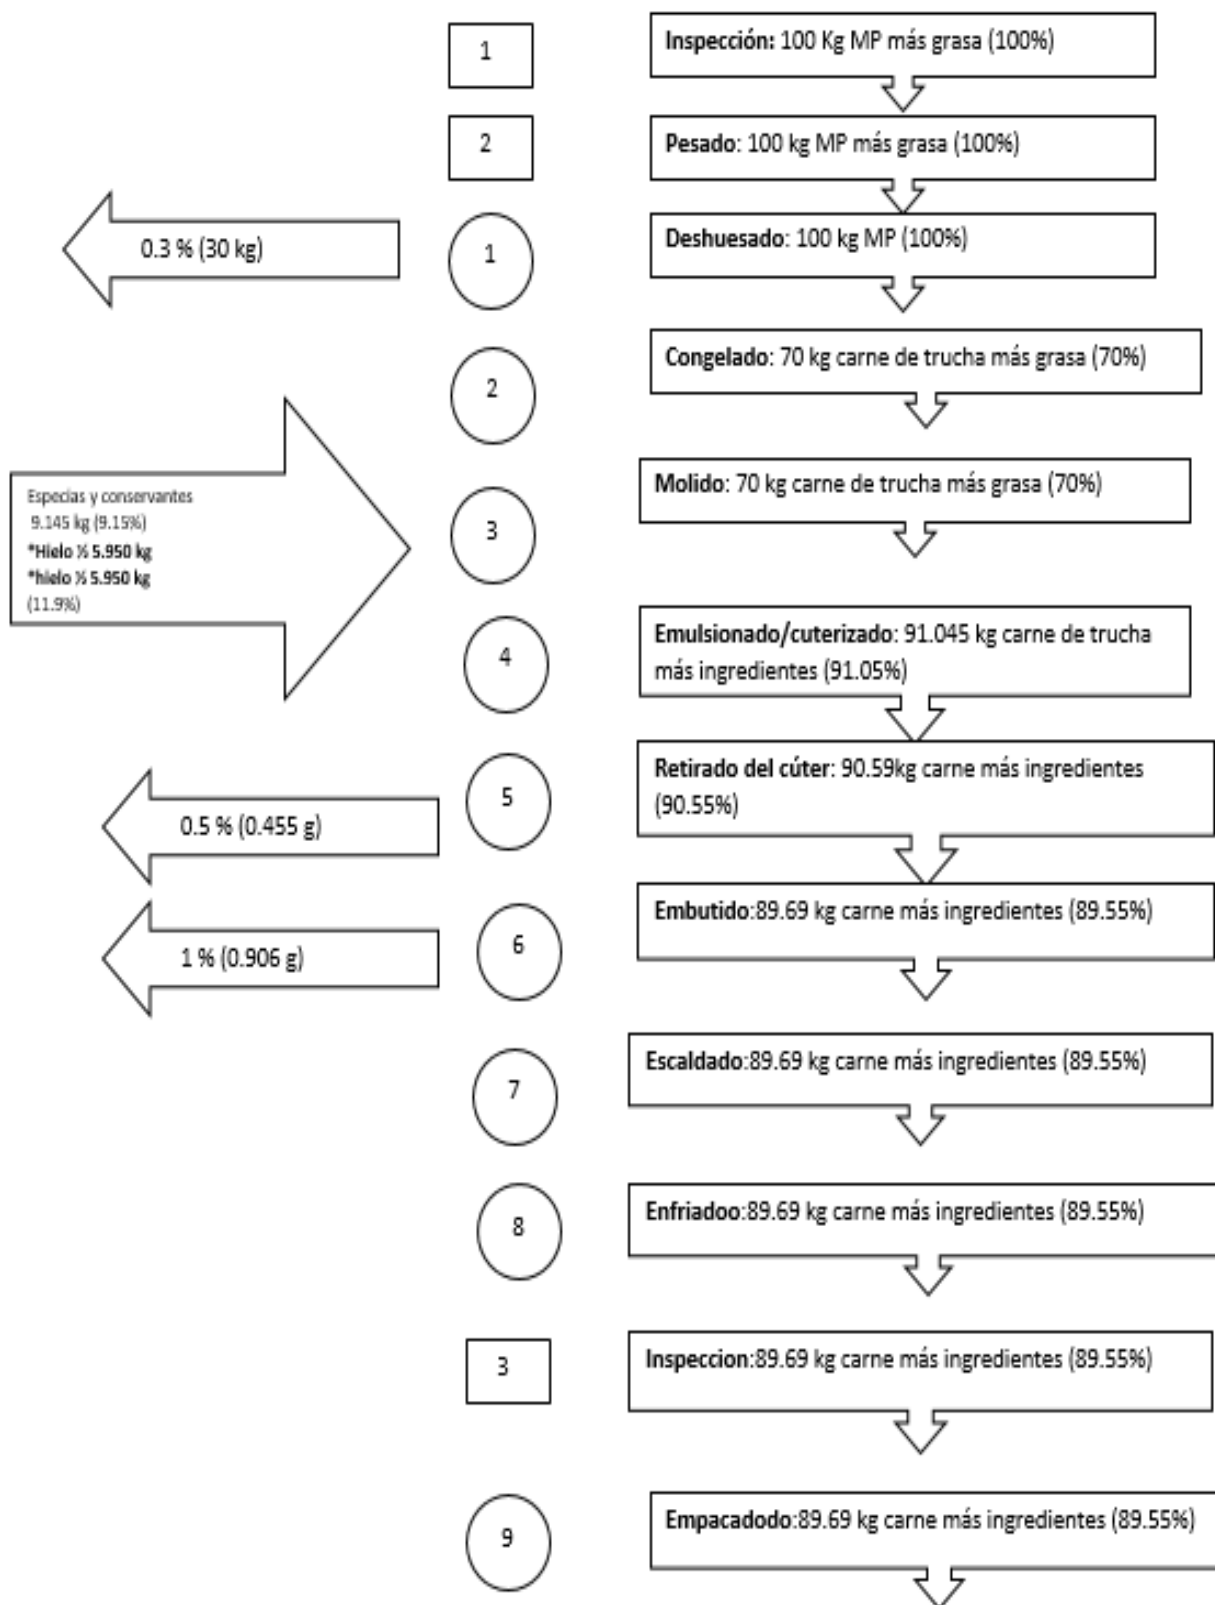 1
Inspección: 100 Kg MP más grasa (100%)
2
Pesado: 100 kg MP más grasa (100%)
0.3 % (30 kg)
1
Deshuesado: 100 kg MP (100%)
2
Congelado: 70 kg carne de trucha más grasa (70%)
Especias y conservantes
9.145 kg (9.15%)
*Hielo ½ 5.950 kg
*hielo ½ 5.950 kg
(11.9%)
3
Molido: 70 kg carne de trucha más grasa (70%)
4
Emulsionado/cuterizado: 91.045 kg carne de trucha
más ingredientes (91.05%)
0.5 % (0.455 g)
5
Retirado del cúter: 90.59kg carne más ingredientes
(90.55%)
1 % (0.906 g)
6
Embutido:89.69 kg carne más ingredientes (89.55%)
7
Escaldado:89.69 kg carne más ingredientes (89.55%)
8
Enfriadoo:89.69 kg carne más ingredientes (89.55%)
3
Inspeccion:89.69 kg carne más ingredientes (89.55%)
9
Empacadodo:89.69 kg carne más ingredientes (89.55%)